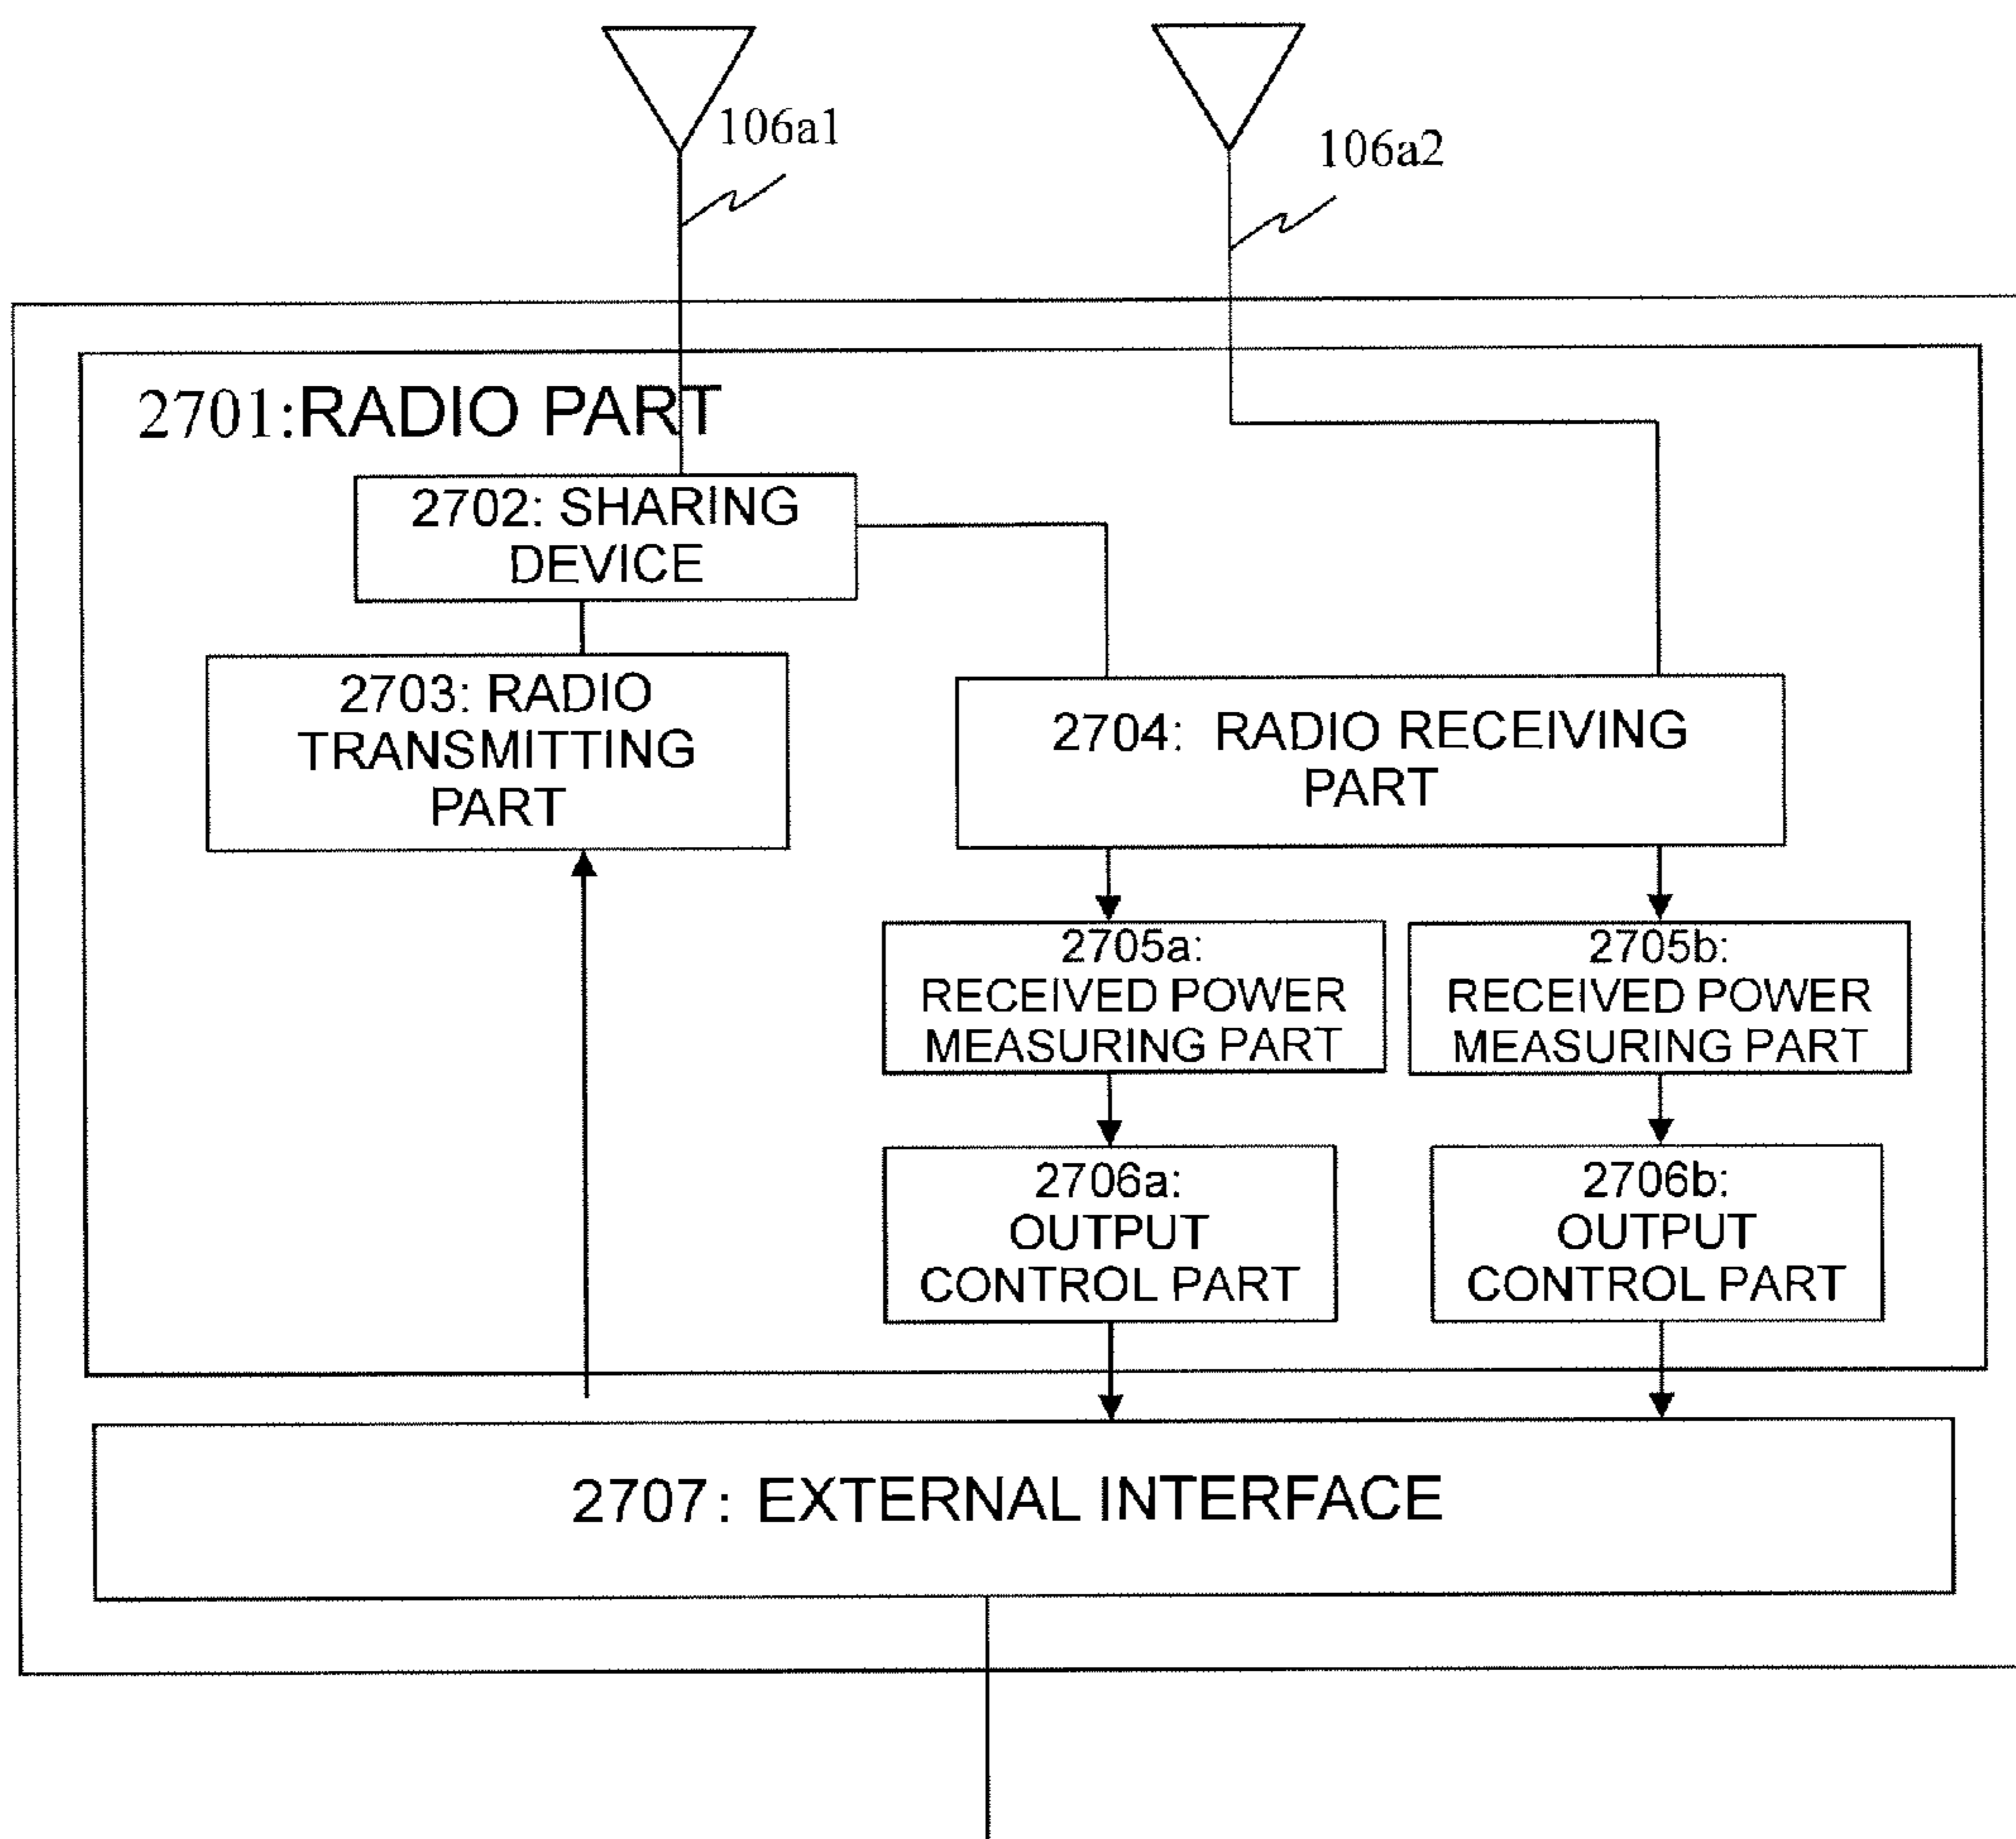 106a1
106a2
2701:RADIO PART
2702: SHARING
DEVICE
2703: RADIO
TRANSMITTING
PART
2704: RADIO RECEIVING
PART
2705a:
RECEIVED POWER
MEASURING PART
2705b:
RECEIVED POWER
MEASURING PART
2706a:
OUTPUT
CONTROL PART
2706b:
OUTPUT
CONTROL PART
2707: EXTERNAL INTERFACE